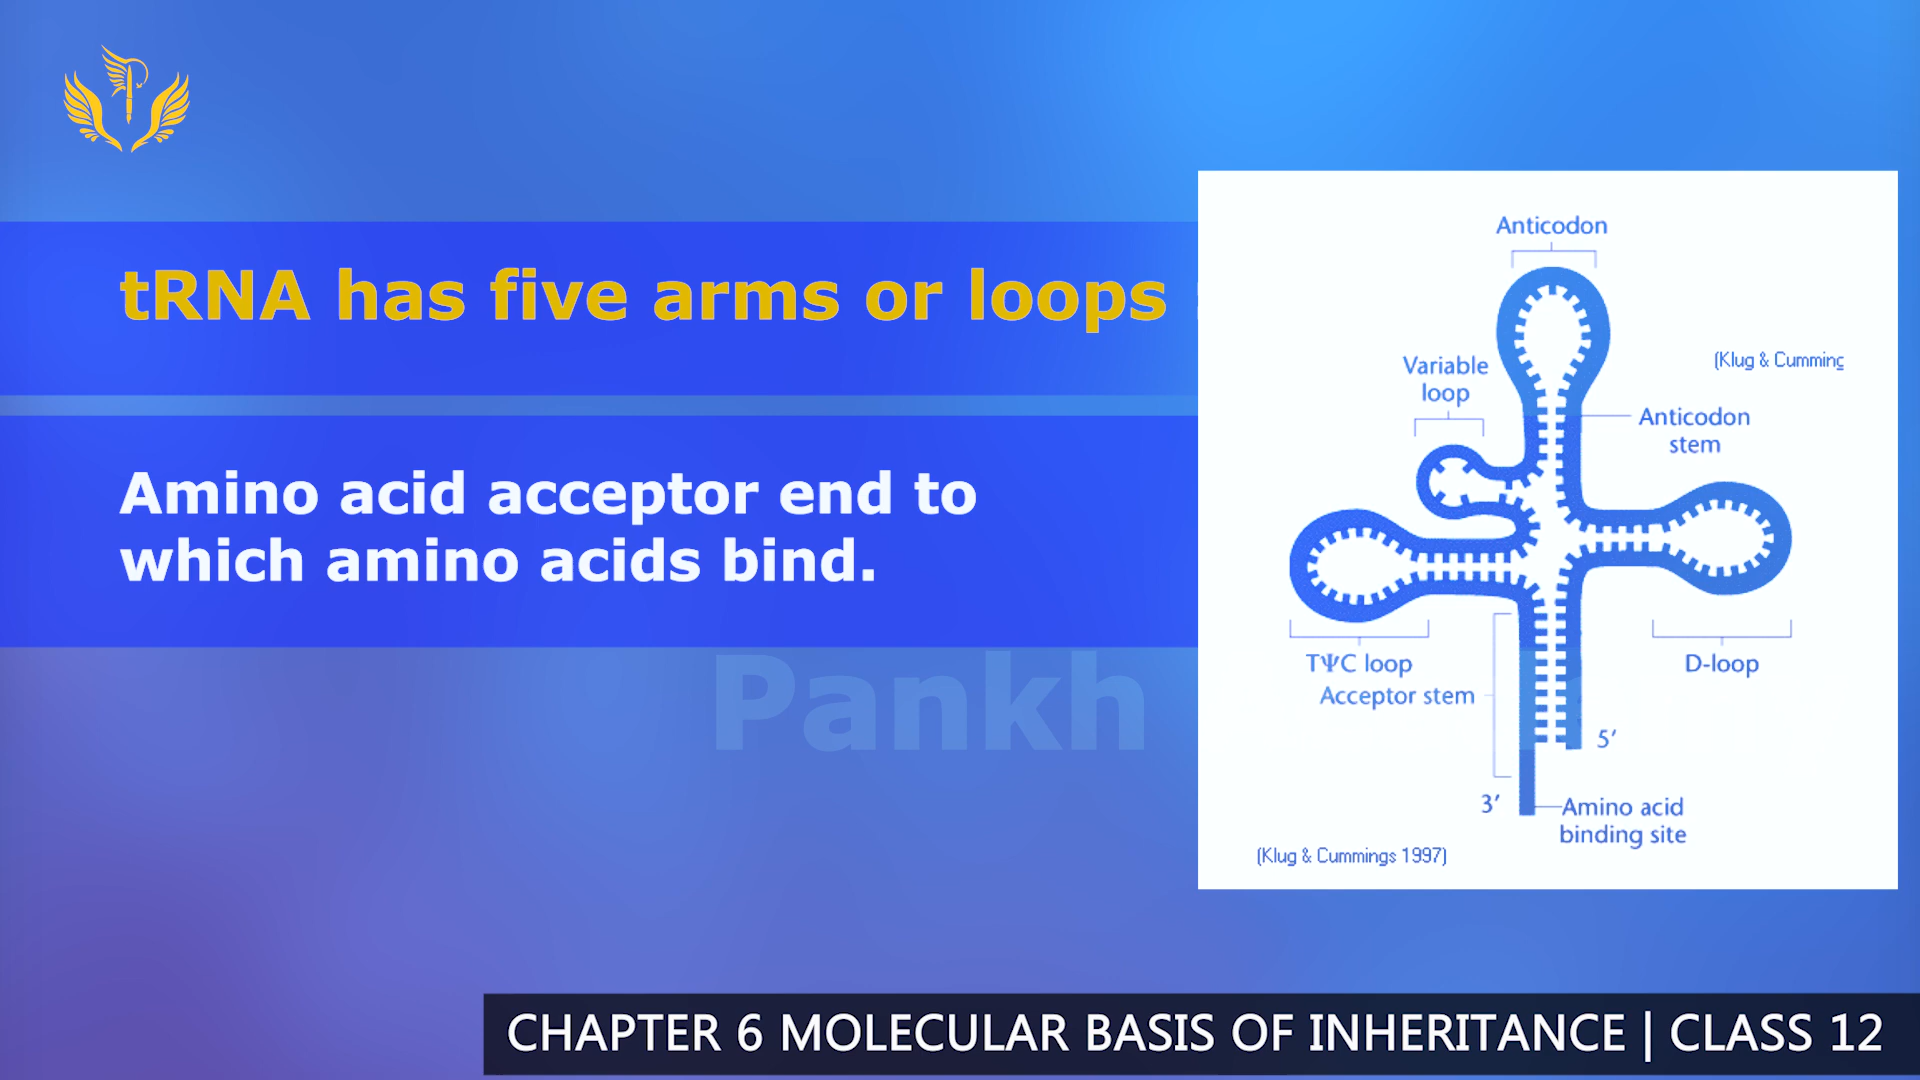 tRNA has five arms or loops
Amino acid acceptor end to
which amino acids bind.
Anticodon
(Klug & Cumming
Variable
loop
Anticodon
stem
TΨC loop
D-loop
Acceptor stem
5'
3'
Amino acid
binding site
(Klug & Cummings 1997)
Pankh
CHAPTER 6 MOLECULAR BASIS OF INHERITANCE | CLASS 12